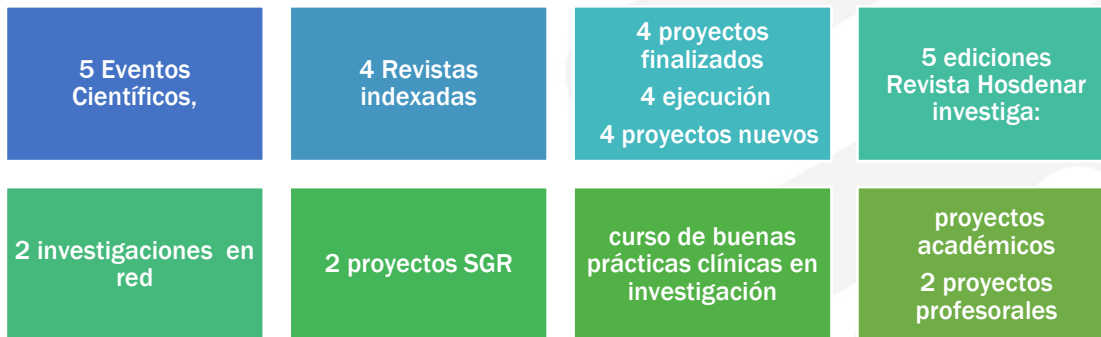 5 Eventos
Científicos,
4 Revistas
indexadas
4 proyectos
finalizados
4 ejecución
4 proyectos nuevos
5 ediciones
Revista Hosdenar
investiga:
2 investigaciones en
red
2 proyectos SGR
curso de buenas
prácticas clínicas en
investigación
proyectos
académicos
2 proyectos
profesorales